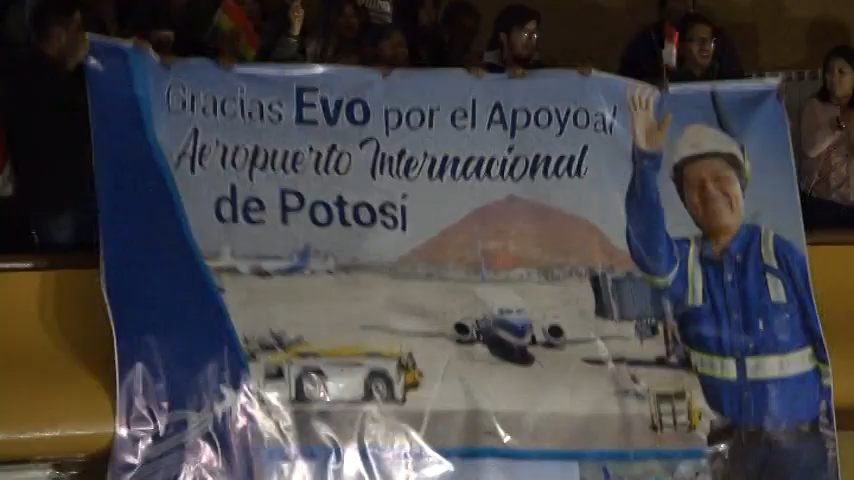 Gracias Evo por el Apoyo al
Aeropuerto Internacional
de Potosí